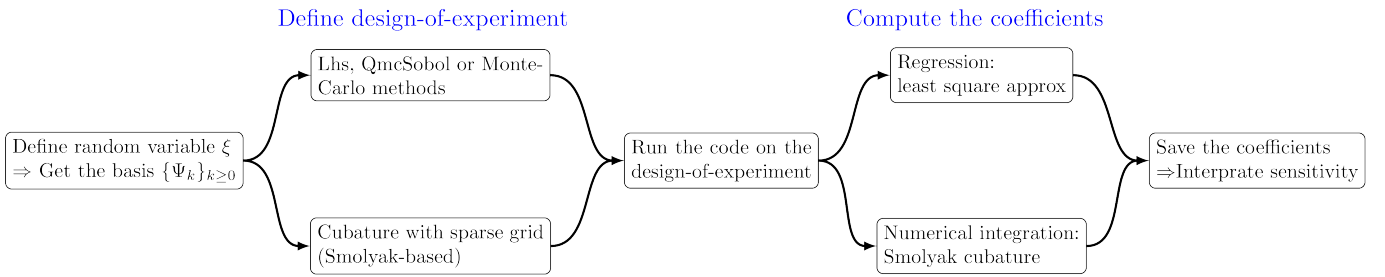 Define design-of-experiment
Compute the coefficients
Lhs, QmcSobol or Monte-
Carlo methods
Regression:
least square approx
Define random variable ξ
⇒ Get the basis {Ψₖ}ₖ≥₀
Run the code on the
design-of-experiment
Save the coefficients
⇒Interprate sensitivity
Cubature with sparse grid
(Smolyak-based)
Numerical integration:
Smolyak cubature